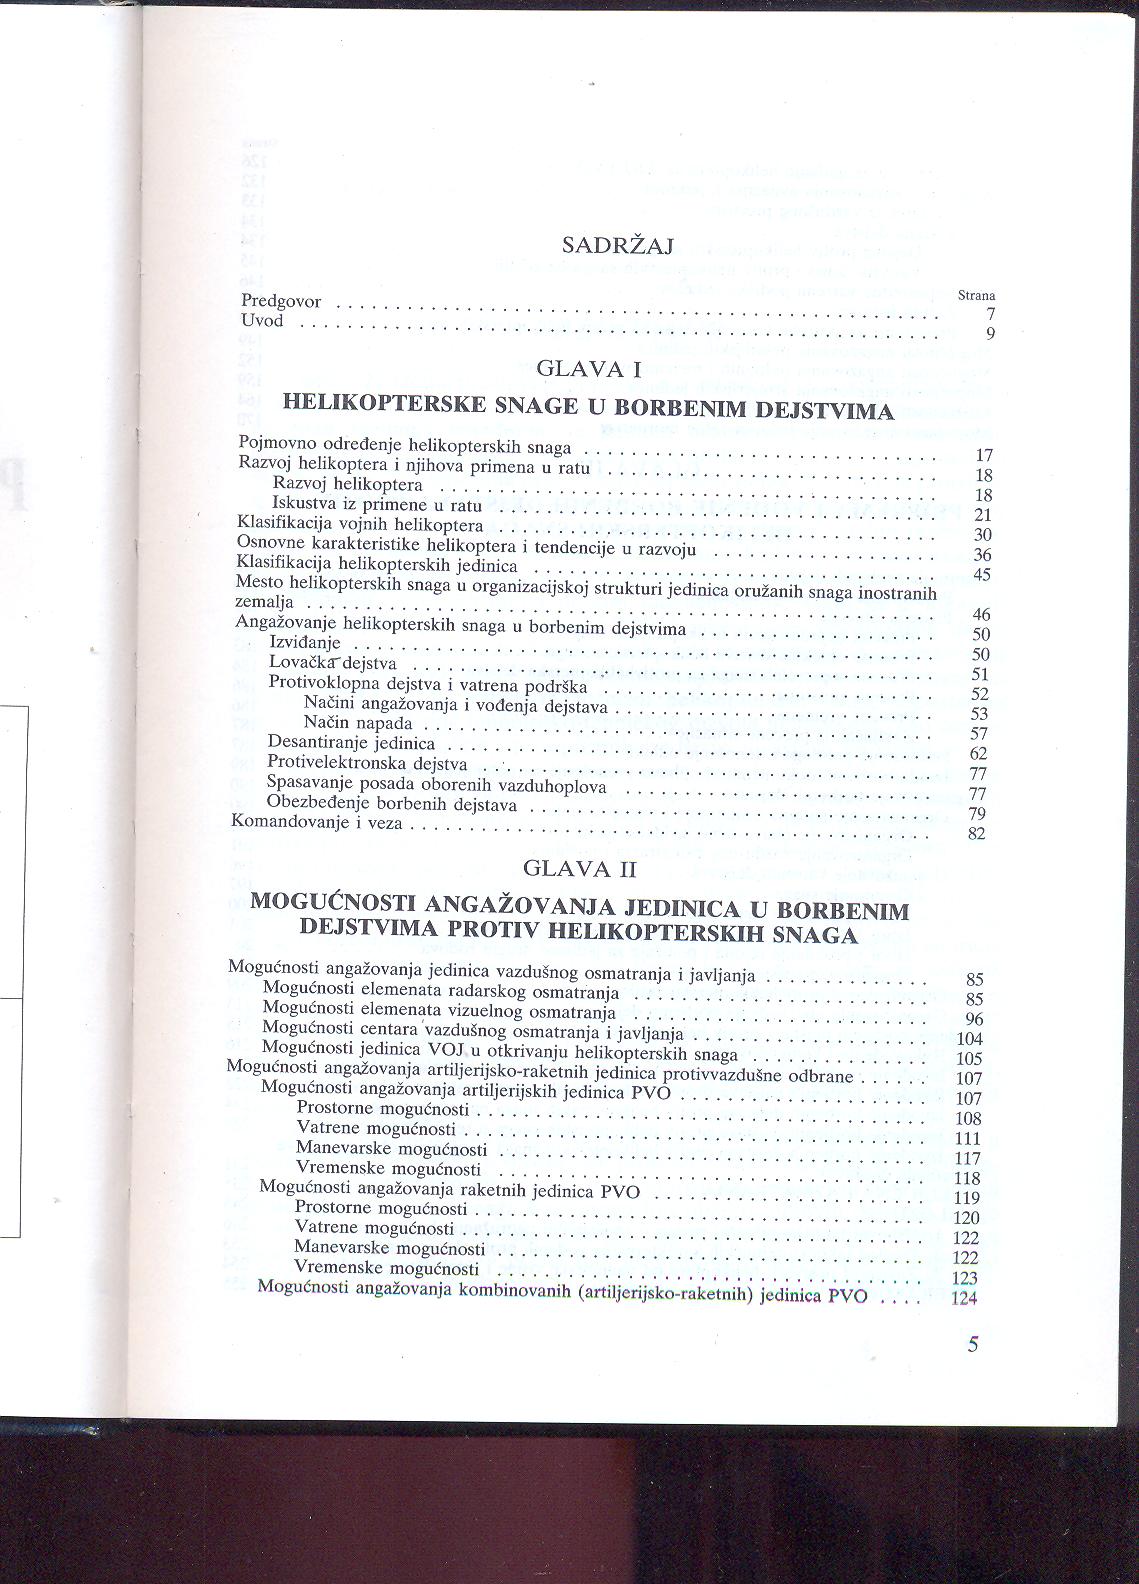 SADRŽAJ
Strana
Predgovor . . . . . . . . . . 7
Uvod . . . . . . . . . . 9
GLAVA I
HELIKOPTERSKE SNAGE U BORBENIM DEJSTVIMA
Pojmovno određenje helikopterskih snaga . . . . . . . . . . 17
Razvoj helikoptera i njihova primena u ratu . . . . . . . . . . 18
Razvoj helikoptera . . . . . . . . . . 18
Iskustva iz primene u ratu . . . . . . . . . . 21
Klasifikacija vojnih helikoptera . . . . . . . . . . 30
Osnovne karakteristike helikoptera i tendencije u razvoju . . . . . . . . . . 36
Klasifikacija helikopterskih jedinica . . . . . . . . . . 45
Mesto helikopterskih snaga u organizacijskoj strukturi jedinica oružanih snaga inostranih
zemalja . . . . . . . . . . 46
Angažovanje helikopterskih snaga u borbenim dejstvima . . . . . . . . . . 50
Izviđanje . . . . . . . . . . 50
Lovačka dejstva . . . . . . . . . . 51
Protivoklopna dejstva i vatrena podrška . . . . . . . . . . 52
Načini angažovanja i vođenja dejstava . . . . . . . . . . 53
Način napada . . . . . . . . . . 57
Desantiranje jedinica . . . . . . . . . . 62
Protivelektronska dejstva . . . . . . . . . . 77
Spasavanje posada oborenih vazduhoplova . . . . . . . . . . 77
Obezbeđenje borbenih dejstava . . . . . . . . . . 79
Komandovanje i veza . . . . . . . . . . 82
GLAVA II
MOGUĆNOSTI ANGAŽOVANJA JEDINICA U BORBENIM
DEJSTVIMA PROTIV HELIKOPTERSKIH SNAGA
Mogućnosti angažovanja jedinica vazdušnog osmatranja i javljanja . . . . . . . . . . 85
Mogućnosti elemenata radarskog osmatranja . . . . . . . . . . 85
Mogućnosti elemenata vizuelnog osmatranja . . . . . . . . . . 96
Mogućnosti centara vazdušnog osmatranja i javljanja . . . . . . . . . . 104
Mogućnosti jedinica VOJ u otkrivanju helikopterskih snaga . . . . . . . . . . 105
Mogućnosti angažovanja artiljerijsko-raketnih jedinica protivvazdušne odbrane . . . . . . 107
Mogućnosti angažovanja artiljerijskih jedinica PVO . . . . . . . . . . 107
Prostorne mogućnosti . . . . . . . . . . 108
Vatrene mogućnosti . . . . . . . . . . 111
Manevarske mogućnosti . . . . . . . . . . 117
Vremenske mogućnosti . . . . . . . . . . 118
Mogućnosti angažovanja raketnih jedinica PVO . . . . . . . . . . 119
Prostorne mogućnosti . . . . . . . . . . 120
Vatrene mogućnosti . . . . . . . . . . 122
Manevarske mogućnosti . . . . . . . . . . 122
Vremenske mogućnosti . . . . . . . . . . 123
Mogućnosti angažovanja kombinovanih (artiljerijsko-raketnih) jedinica PVO . . . . 124
5